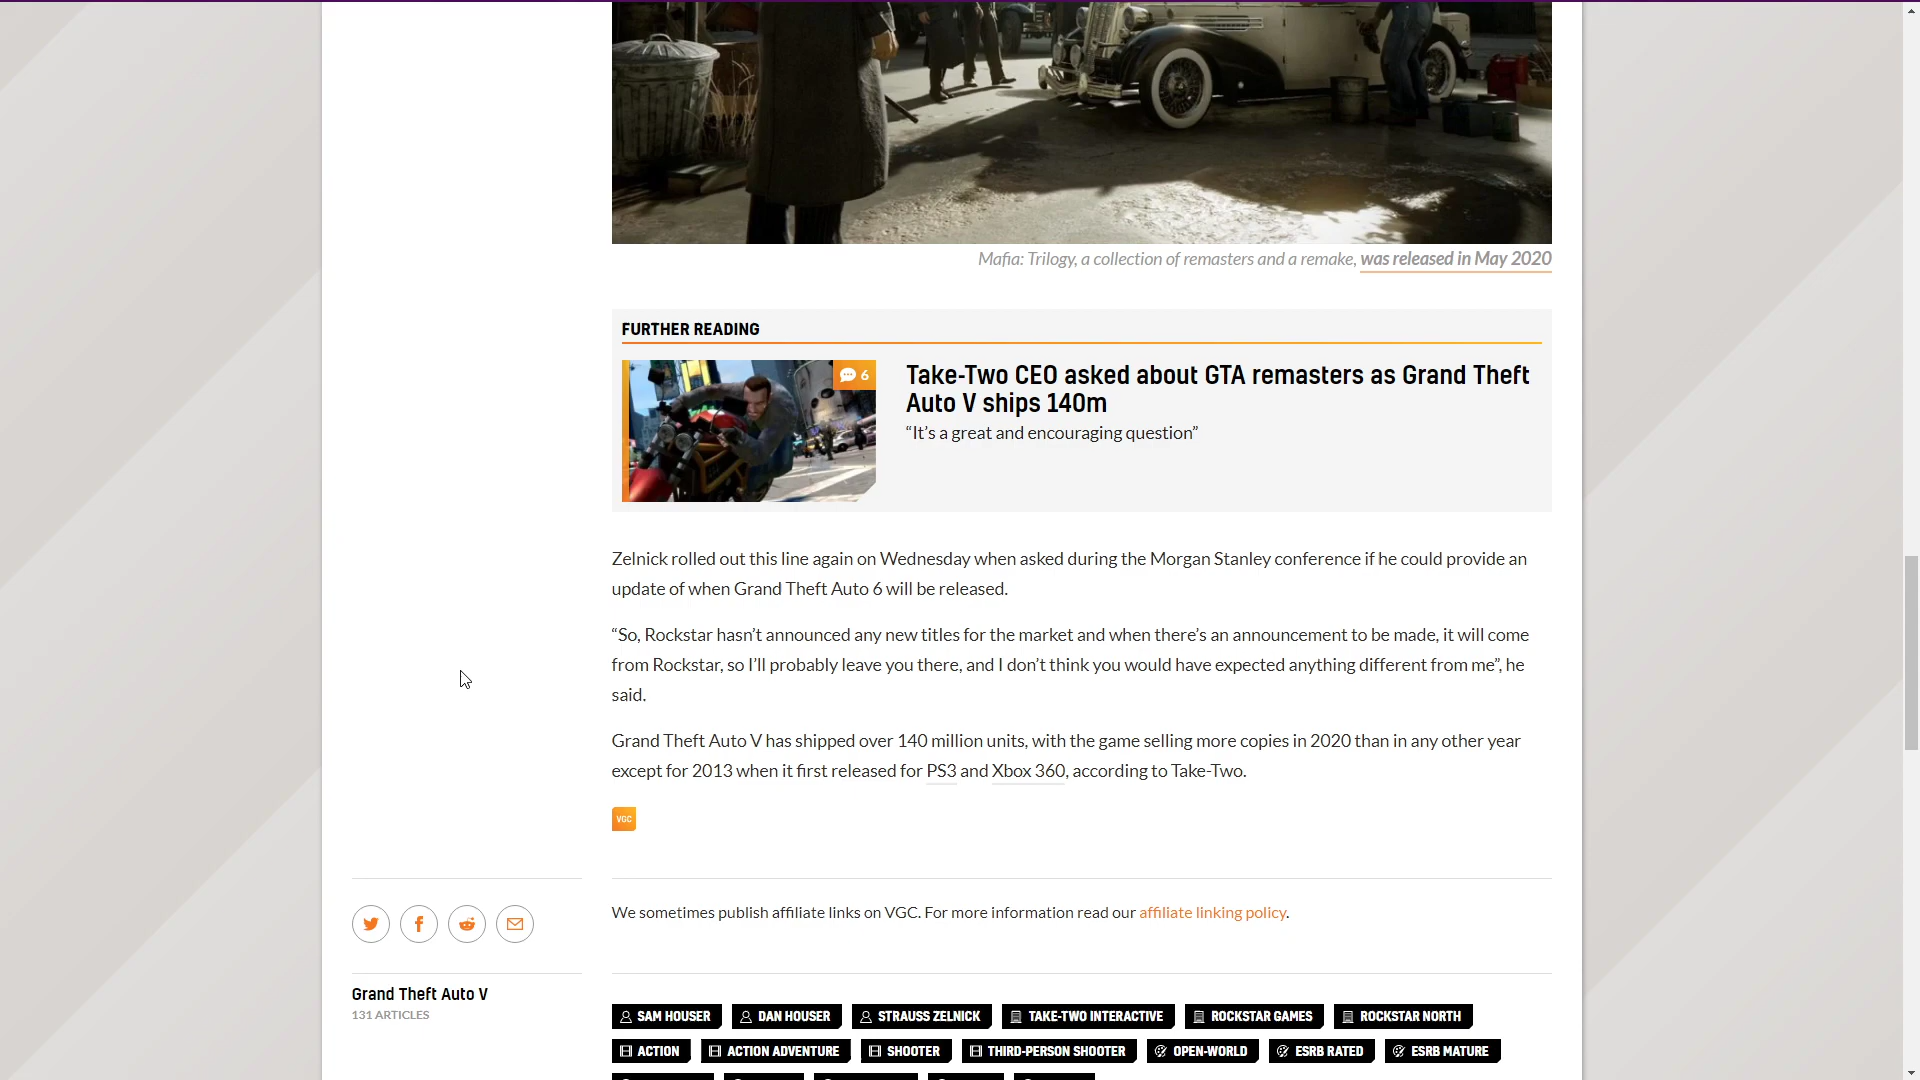 Mafia: Trilogy, a collection of remasters and a remake, was released in May 2020
FURTHER READING
6
Take-Two CEO asked about GTA remasters as Grand Theft
Auto V ships 140m
“It’s a great and encouraging question”
Zelnick rolled out this line again on Wednesday when asked during the Morgan Stanley conference if he could provide an
update of when Grand Theft Auto 6 will be released.
“So, Rockstar hasn’t announced any new titles for the market and when there’s an announcement to be made, it will come
from Rockstar, so I’ll probably leave you there, and I don’t think you would have expected anything different from me”, he
said.
Grand Theft Auto V has shipped over 140 million units, with the game selling more copies in 2020 than in any other year
except for 2013 when it first released for PS3 and Xbox 360, according to Take-Two.
VGC
We sometimes publish affiliate links on VGC. For more information read our affiliate linking policy.
Grand Theft Auto V
131 ARTICLES
SAM HOUSER DAN HOUSER STRAUSS ZELNICK TAKE-TWO INTERACTIVE ROCKSTAR GAMES ROCKSTAR NORTH
ACTION ACTION ADVENTURE SHOOTER THIRD-PERSON SHOOTER OPEN-WORLD ESRB RATED ESRB MATURE